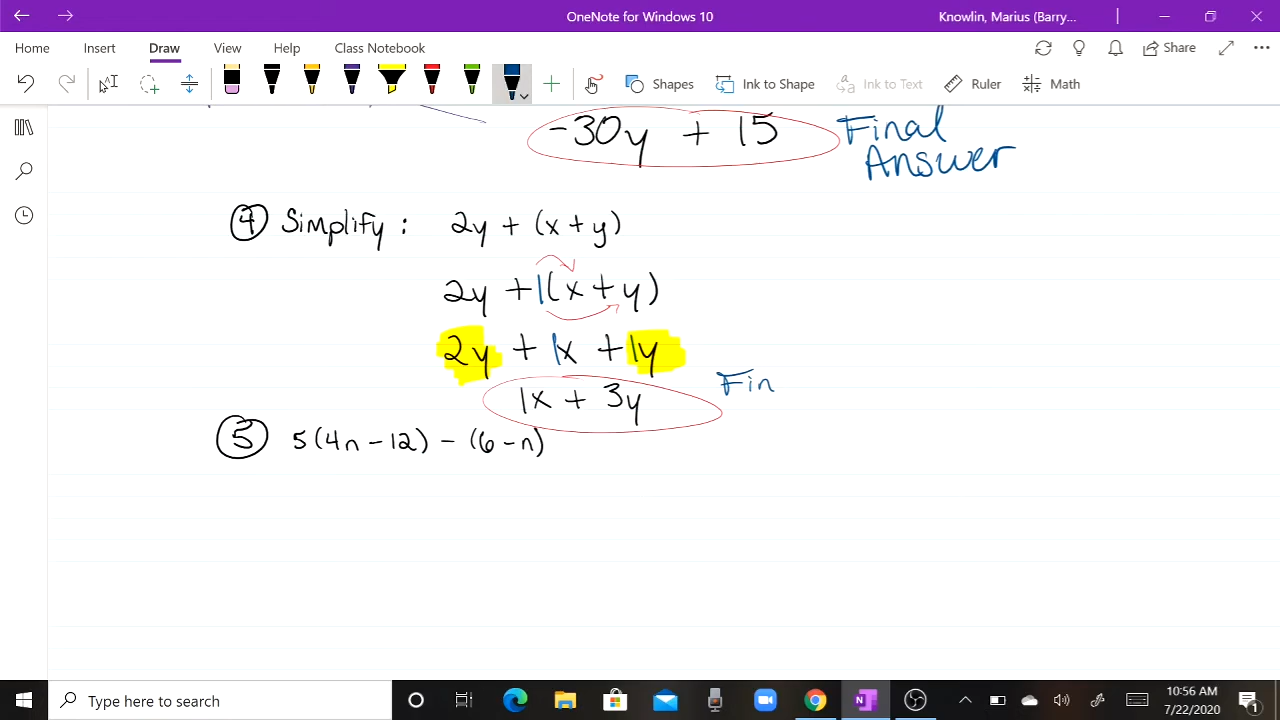 OneNote for Windows 10
Knowlin, Marius (Barry...
Home Insert Draw View Help Class Notebook Share
Shapes Ink to Shape Ink to Text Ruler Math
-30y + 15 Final
Answer
④ Simplify: 2y + (x + y)
2y + 1(x + y)
2y + 1x + 1y
1x + 3y Fin
⑤ 5(4n - 12) - (6 - n)
Type here to search
10:56 AM
7/22/2020
1